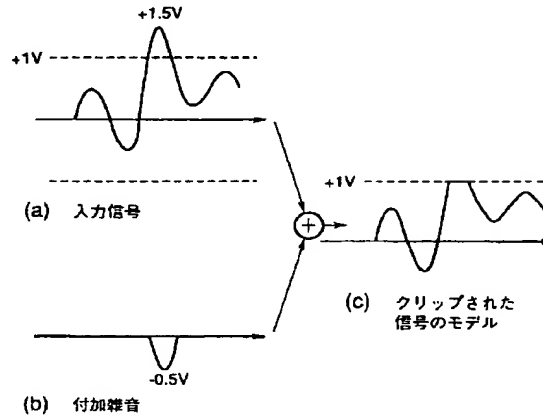 +1.5V
+1V
(a) 入力信号
+1V
(c) クリップされた
信号のモデル
-0.5V
(b) 付加雑音